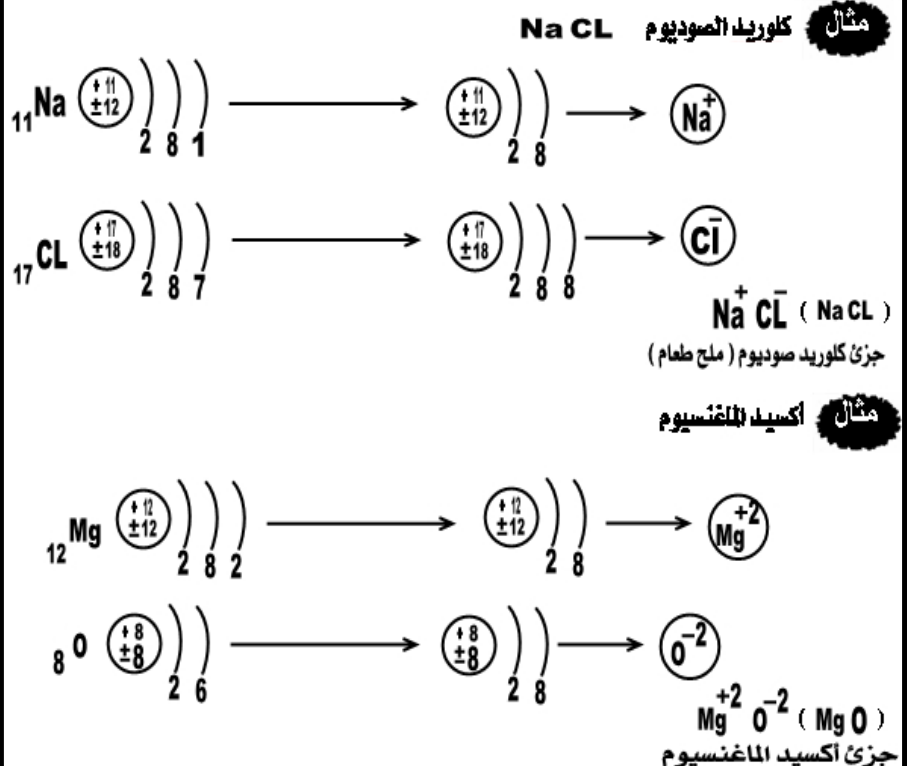 مثال كلوريد الصوديوم Na CL
11Na +11 ±12 2 8 1 +11 ±12 2 8 Na+
17CL +17 ±18 2 8 7 +17 ±18 2 8 8 Cl−
Na+ CL− ( Na CL )
جزئ كلوريد صوديوم ( ملح طعام )
مثال أكسيد الماغنسيوم
12Mg +12 ±12 2 8 2 +12 ±12 2 8 Mg+2
8O +8 ±8 2 6 +8 ±8 2 8 O−2
Mg+2 O−2 ( Mg O )
جزئ أكسيد الماغنسيوم